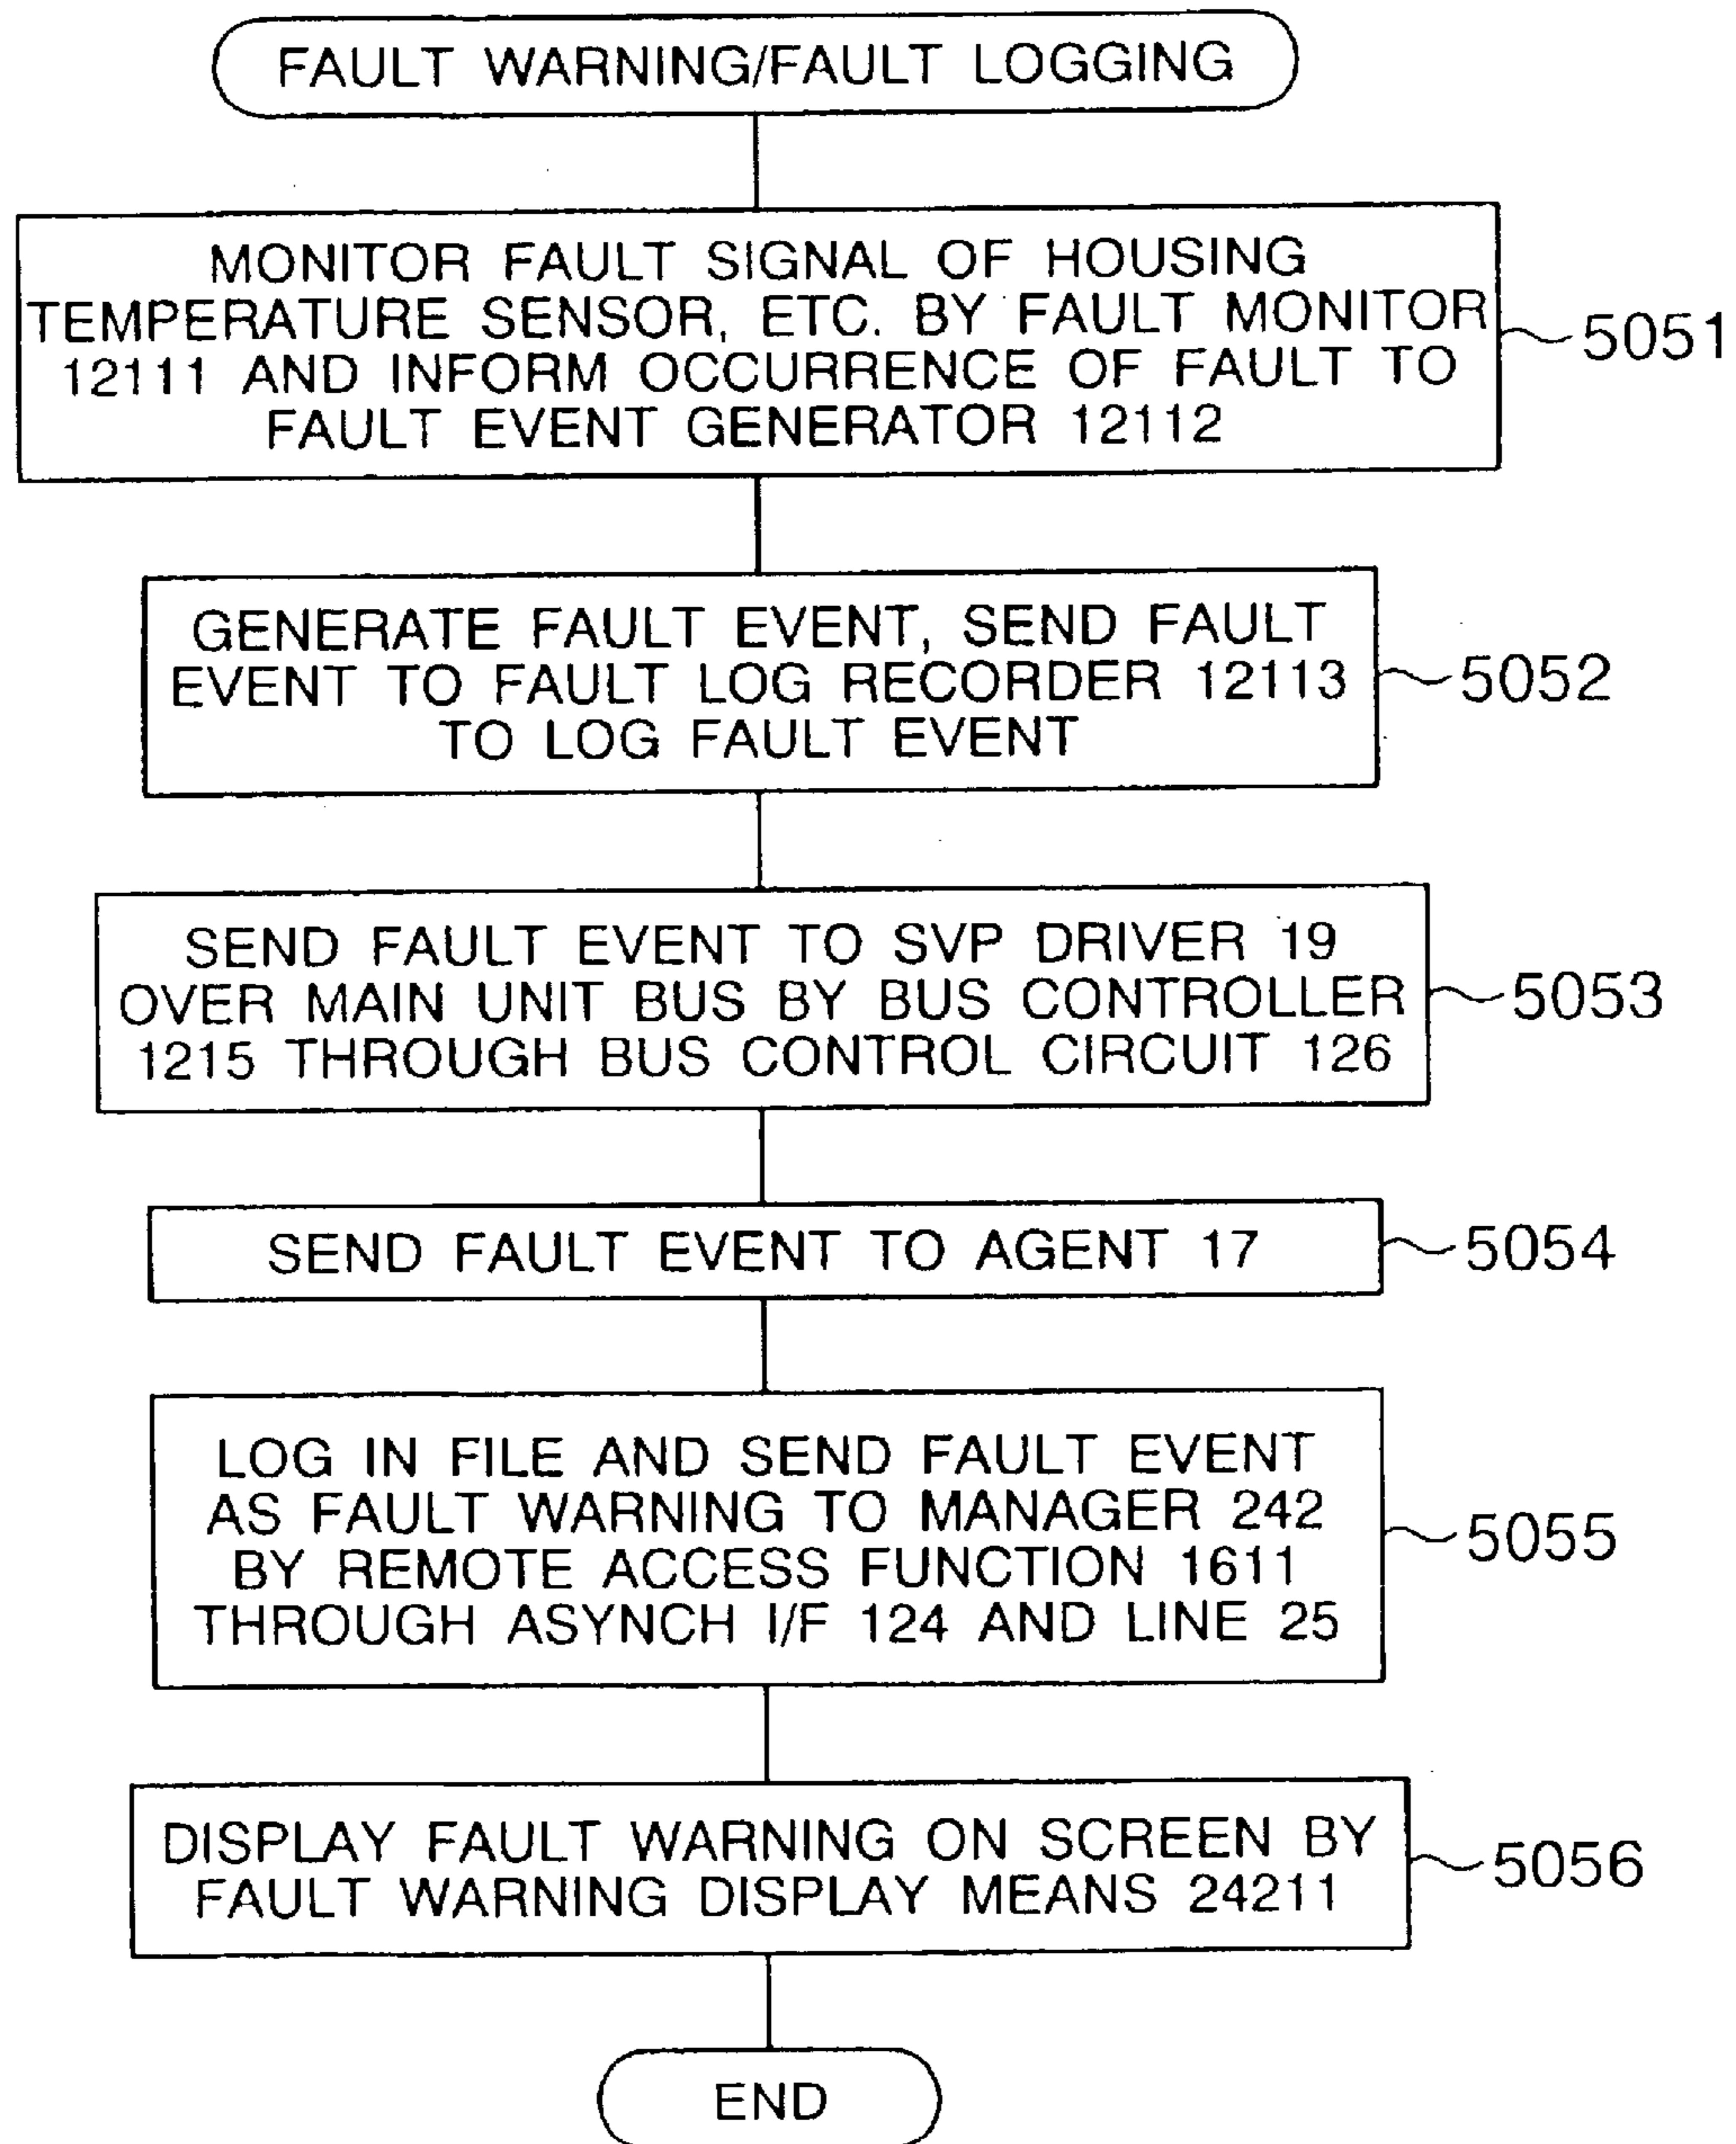 FAULT WARNING/FAULT LOGGING
MONITOR FAULT SIGNAL OF HOUSING
TEMPERATURE SENSOR, ETC. BY FAULT MONITOR
12111 AND INFORM OCCURRENCE OF FAULT TO
FAULT EVENT GENERATOR 12112
5051
GENERATE FAULT EVENT, SEND FAULT
EVENT TO FAULT LOG RECORDER 12113
TO LOG FAULT EVENT
5052
SEND FAULT EVENT TO SVP DRIVER 19
OVER MAIN UNIT BUS BY BUS CONTROLLER
1215 THROUGH BUS CONTROL CIRCUIT 126
5053
SEND FAULT EVENT TO AGENT 17
5054
LOG IN FILE AND SEND FAULT EVENT
AS FAULT WARNING TO MANAGER 242
BY REMOTE ACCESS FUNCTION 1611
THROUGH ASYNCH I/F 124 AND LINE 25
5055
DISPLAY FAULT WARNING ON SCREEN BY
FAULT WARNING DISPLAY MEANS 24211
5056
END